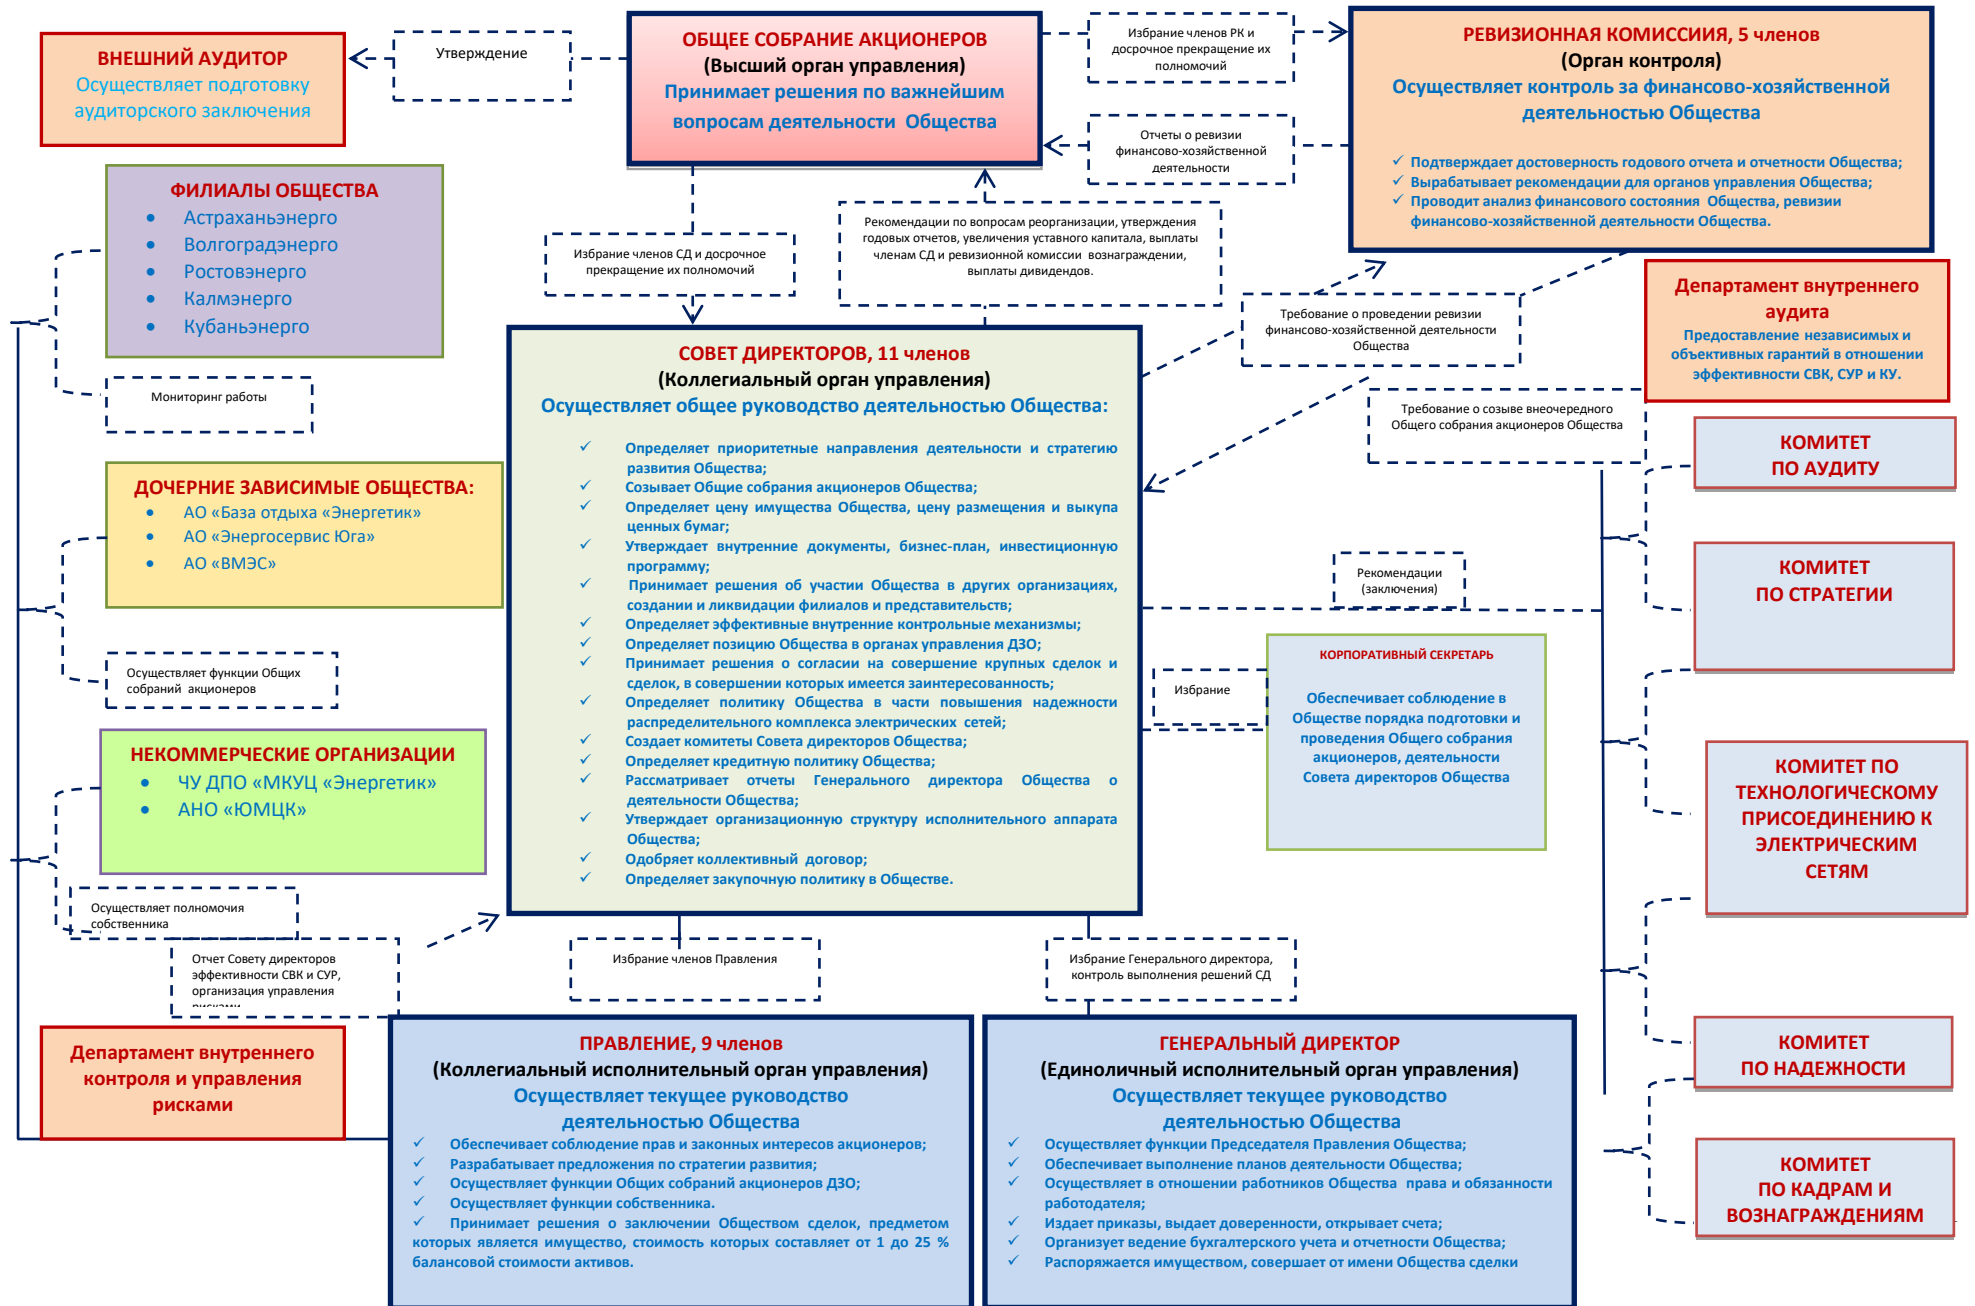 ВНЕШНИЙ АУДИТОР
Осуществляет подготовку
аудиторского заключения
Утверждение
ОБЩЕЕ СОБРАНИЕ АКЦИОНЕРОВ
(Высший орган управления)
Принимает решения по важнейшим
вопросам деятельности Общества
Избрание членов РК и
досрочное прекращение их
полномочий
Отчеты о ревизии
финансово-хозяйственной
деятельности
РЕВИЗИОННАЯ КОМИССИИЯ, 5 членов
(Орган контроля)
Осуществляет контроль за финансово-хозяйственной
деятельностью Общества
✓ Подтверждает достоверность годового отчета и отчетности Общества;
✓ Вырабатывает рекомендации для органов управления Общества;
✓ Проводит анализ финансового состояния Общества, ревизии
финансово-хозяйственной деятельности Общества.
ФИЛИАЛЫ ОБЩЕСТВА
• Астраханьэнерго
• Волгоградэнерго
• Ростовэнерго
• Калмэнерго
• Кубаньэнерго
Мониторинг работы
Избрание членов СД и досрочное
прекращение их полномочий
Рекомендации по вопросам реорганизации, утверждения
годовых отчетов, увеличения уставного капитала, выплаты
членам СД и ревизионной комиссии вознаграждении,
выплаты дивидендов.
Требование о проведении ревизии
финансово-хозяйственной деятельности
Общества
Департамент внутреннего
аудита
Предоставление независимых и
объективных гарантий в отношении
эффективности СВК, СУР и КУ.
Требование о созыве внеочередного
Общего собрания акционеров Общества
СОВЕТ ДИРЕКТОРОВ, 11 членов
(Коллегиальный орган управления)
Осуществляет общее руководство деятельностью Общества:
✓ Определяет приоритетные направления деятельности и стратегию
развития Общества;
✓ Созывает Общие собрания акционеров Общества;
✓ Определяет цену имущества Общества, цену размещения и выкупа
ценных бумаг;
✓ Утверждает внутренние документы, бизнес-план, инвестиционную
программу;
✓ Принимает решения об участии Общества в других организациях,
создании и ликвидации филиалов и представительств;
✓ Определяет эффективные внутренние контрольные механизмы;
✓ Определяет позицию Общества в органах управления ДЗО;
✓ Принимает решения о согласии на совершение крупных сделок и
сделок, в совершении которых имеется заинтересованность;
✓ Определяет политику Общества в части повышения надежности
распределительного комплекса электрических сетей;
✓ Создает комитеты Совета директоров Общества;
✓ Определяет кредитную политику Общества;
✓ Рассматривает отчеты Генерального директора Общества о
деятельности Общества;
✓ Утверждает организационную структуру исполнительного аппарата
Общества;
✓ Одобряет коллективный договор;
✓ Определяет закупочную политику в Обществе.
ДОЧЕРНИЕ ЗАВИСИМЫЕ ОБЩЕСТВА:
• АО «База отдыха «Энергетик»
• АО «Энергосервис Юга»
• АО «ВМЭС»
Осуществляет функции Общих
собраний акционеров
НЕКОММЕРЧЕСКИЕ ОРГАНИЗАЦИИ
• ЧУ ДПО «МКУЦ «Энергетик»
• АНО «ЮМЦК»
Осуществляет полномочия
собственника
Отчет Совету директоров
эффективности СВК и СУР,
организация управления
рисками
Департамент внутреннего
контроля и управления
рисками
Рекомендации
(заключения)
Избрание
КОРПОРАТИВНЫЙ СЕКРЕТАРЬ
Обеспечивает соблюдение в
Обществе порядка подготовки и
проведения Общего собрания
акционеров, деятельности
Совета директоров Общества
КОМИТЕТ
ПО АУДИТУ
КОМИТЕТ
ПО СТРАТЕГИИ
КОМИТЕТ ПО
ТЕХНОЛОГИЧЕСКОМУ
ПРИСОЕДИНЕНИЮ К
ЭЛЕКТРИЧЕСКИМ
СЕТЯМ
КОМИТЕТ
ПО НАДЕЖНОСТИ
КОМИТЕТ
ПО КАДРАМ И
ВОЗНАГРАЖДЕНИЯМ
Избрание членов Правления
Избрание Генерального директора,
контроль выполнения решений СД
ПРАВЛЕНИЕ, 9 членов
(Коллегиальный исполнительный орган управления)
Осуществляет текущее руководство
деятельностью Общества
✓ Обеспечивает соблюдение прав и законных интересов акционеров;
✓ Разрабатывает предложения по стратегии развития;
✓ Осуществляет функции Общих собраний акционеров ДЗО;
✓ Осуществляет функции собственника.
✓ Принимает решения о заключении Обществом сделок, предметом
которых является имущество, стоимость которых составляет от 1 до 25 %
балансовой стоимости активов.
ГЕНЕРАЛЬНЫЙ ДИРЕКТОР
(Единоличный исполнительный орган управления)
Осуществляет текущее руководство
деятельностью Общества
✓ Осуществляет функции Председателя Правления Общества;
✓ Обеспечивает выполнение планов деятельности Общества;
✓ Осуществляет в отношении работников Общества права и обязанности
работодателя;
✓ Издает приказы, выдает доверенности, открывает счета;
✓ Организует ведение бухгалтерского учета и отчетности Общества;
✓ Распоряжается имуществом, совершает от имени Общества сделки